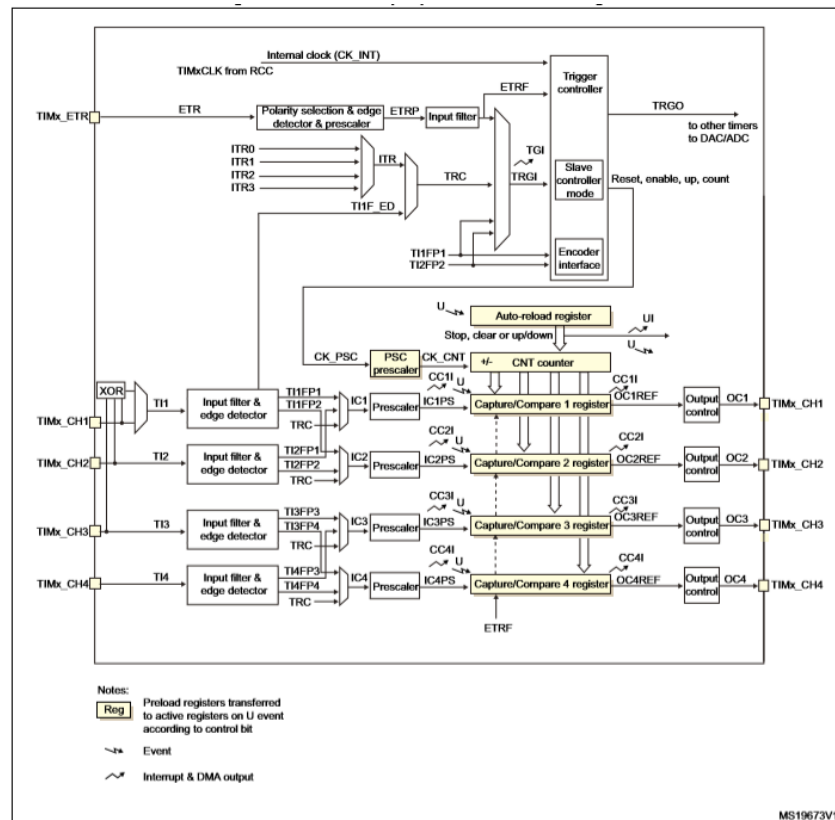 Internal clock (CK_INT)
TIMxCLK from RCC
Trigger
controller
ETRF
TRGO
to other timers
to DAC/ADC
TIMx_ETR
ETR
Polarity selection & edge
detector & prescaler
ETRP
Input filter
ITR0
ITR1
ITR2
ITR3
ITR
TRC
TI1F_ED
TGI
TRGI
Slave
controller
mode
Reset, enable, up, count
TI1FP1
TI2FP2
Encoder
interface
U
Auto-reload register
UI
Stop, clear or up/down
U
CK_PSC
PSC
prescaler
CK_CNT
+/-
CNT counter
XOR
TIMx_CH1
TI1
Input filter &
edge detector
TI1FP1
TI1FP2
TRC
IC1
Prescaler
IC1PS
CC1I
U
Capture/Compare 1 register
CC1I
OC1REF
Output
control
OC1
TIMx_CH1
TIMx_CH2
TI2
Input filter &
edge detector
TI2FP1
TI2FP2
TRC
IC2
Prescaler
IC2PS
CC2I
U
Capture/Compare 2 register
CC2I
OC2REF
Output
control
OC2
TIMx_CH2
TIMx_CH3
TI3
Input filter &
edge detector
TI3FP3
TI3FP4
TRC
IC3
Prescaler
IC3PS
CC3I
U
Capture/Compare 3 register
CC3I
OC3REF
Output
control
OC3
TIMx_CH3
TIMx_CH4
TI4
Input filter &
edge detector
TI4FP3
TI4FP4
TRC
IC4
Prescaler
IC4PS
CC4I
U
Capture/Compare 4 register
CC4I
OC4REF
Output
control
OC4
TIMx_CH4
ETRF
Notes:
Reg
Preload registers transferred
to active registers on U event
according to control bit
Event
Interrupt & DMA output